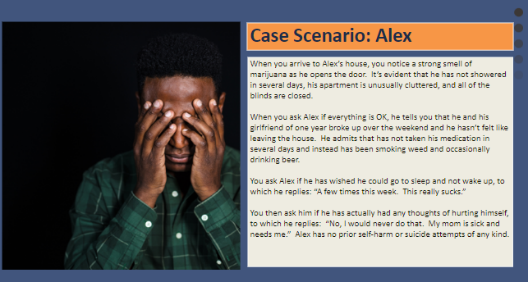 Case Scenario: Alex
When you arrive to Alex's house, you notice a strong smell of
marijuana as he opens the door. It's evident that he has not showered
in several days, his apartment is unusually cluttered, and all of the
blinds are closed.
When you ask Alex if everything is OK, he tells you that he and his
girlfriend of one year broke up over the weekend and he hasn't felt like
leaving the house. He admits that has not taken his medication in
several days and instead has been smoking weed and occasionally
drinking beer.
You ask Alex if he has wished he could go to sleep and not wake up, to
which he replies: "A few times this week. This really sucks."
You then ask him if he has actually had any thoughts of hurting himself,
to which he replies: "No, I would never do that. My mom is sick and
needs me." Alex has no prior self-harm or suicide attempts of any kind.